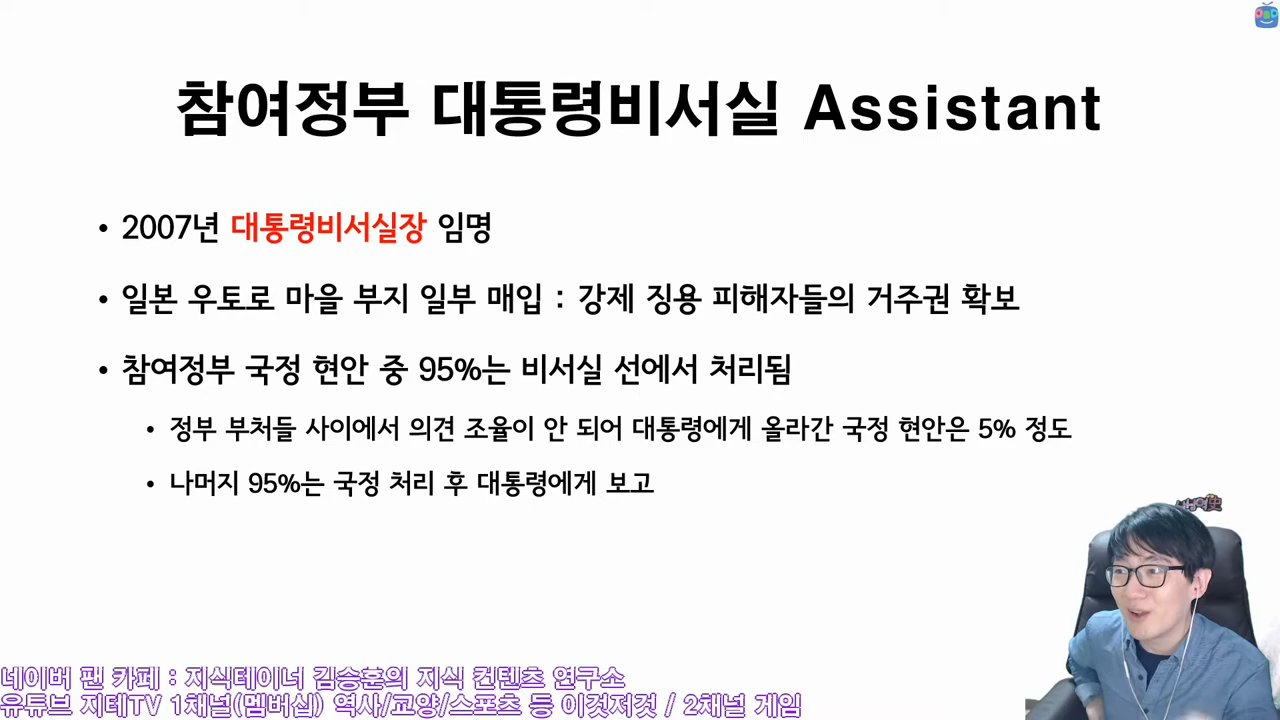 참여정부 대통령비서실 Assistant
• 2007년 대통령비서실장 임명
• 일본 우토로 마을 부지 일부 매입 : 강제 징용 피해자들의 거주권 확보
• 참여정부 국정 현안 중 95%는 비서실 선에서 처리됨
• 정부 부처들 사이에서 의견 조율이 안 되어 대통령에게 올라간 국정 현안은 5% 정도
• 나머지 95%는 국정 처리 후 대통령에게 보고
네이버 팬 카페 : 지식테이너 김승훈의 지식 컨텐츠 연구소
유튜브 지테TV 1채널(멤버십) 역사/교양/스포츠 등 이것저것 / 2채널 게임